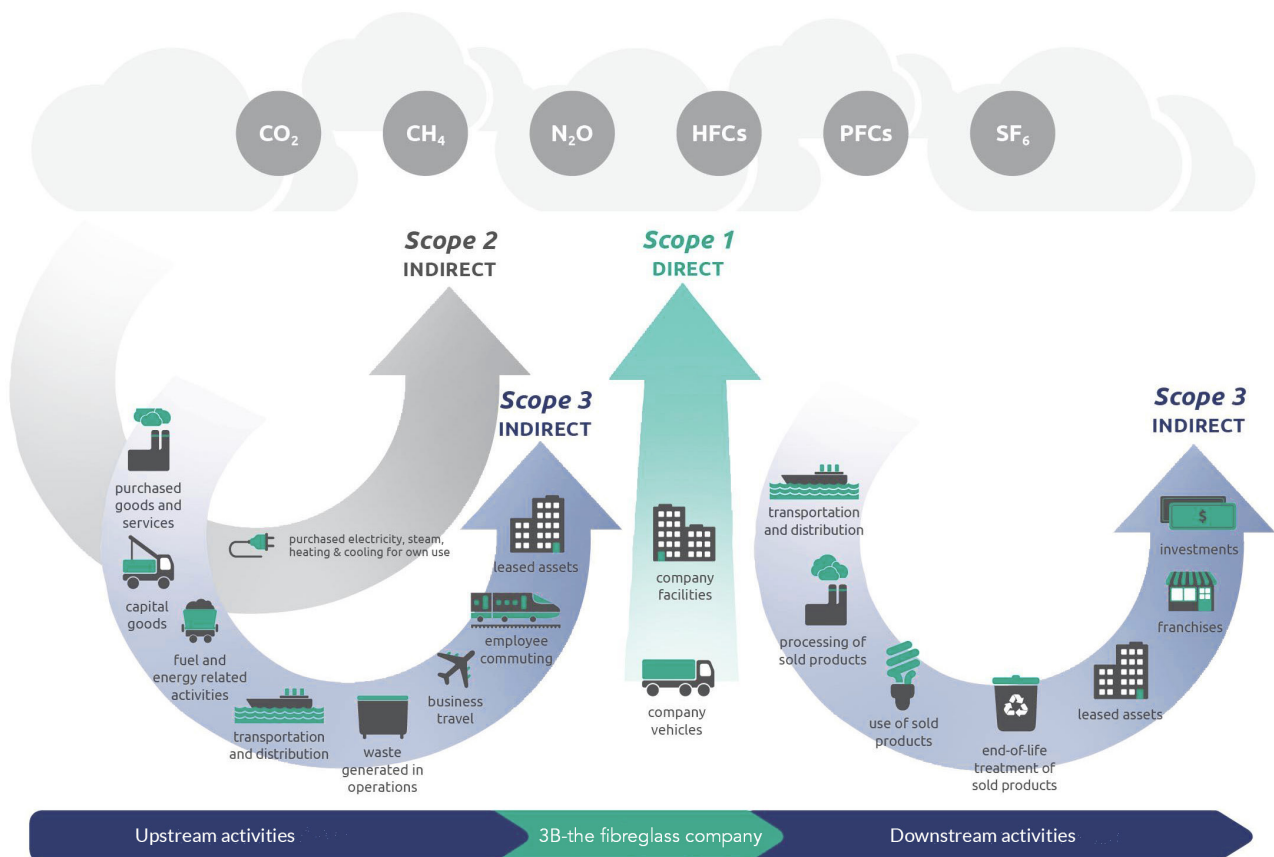 CO₂
CH₄
N₂O
HFCs
PFCs
SF₆
Scope 2
INDIRECT
Scope 1
DIRECT
Scope 3
INDIRECT
Scope 3
INDIRECT
purchased
goods and
services
capital
goods
fuel and
energy related
activities
transportation
and distribution
waste
generated in
operations
business
travel
employee
commuting
leased assets
purchased electricity, steam,
heating & cooling for own use
company
facilities
company
vehicles
transportation
and distribution
processing of
sold products
use of sold
products
end-of-life
treatment of
sold products
leased assets
franchises
investments
$
Upstream activities
3B-the fibreglass company
Downstream activities